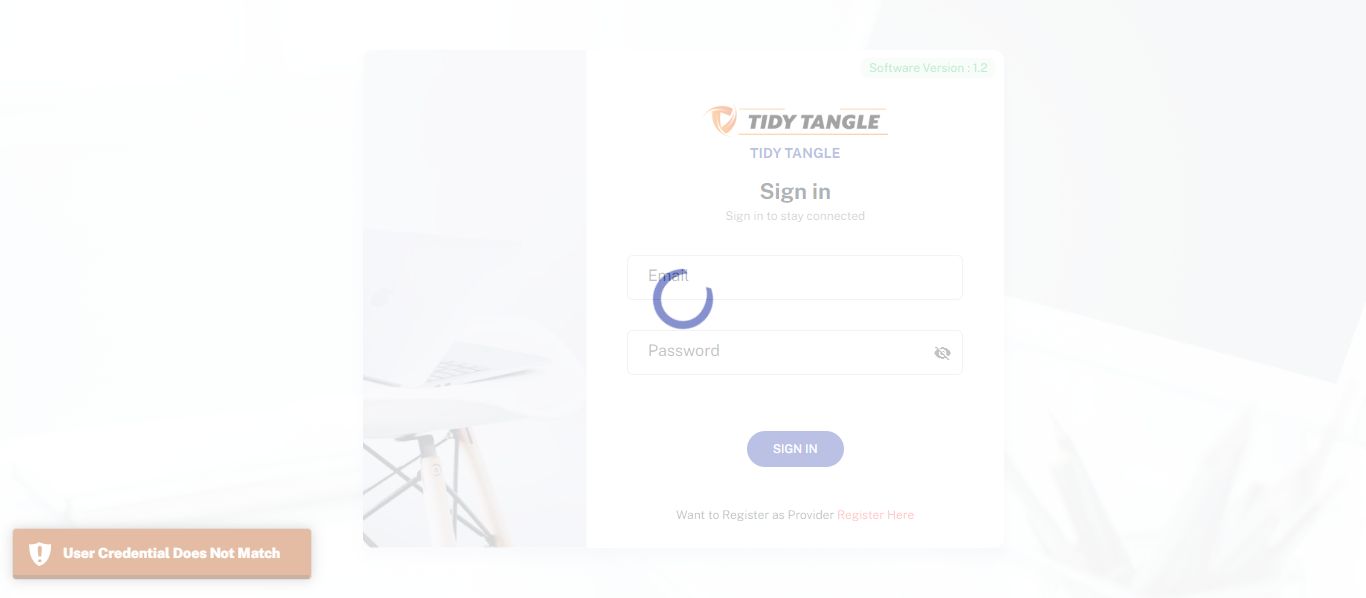 Software Version : 1.2
TIDY TANGLE
TIDY TANGLE
Sign in
Sign in to stay connected
Email
Password
SIGN IN
Want to Register as Provider Register Here
User Credential Does Not Match